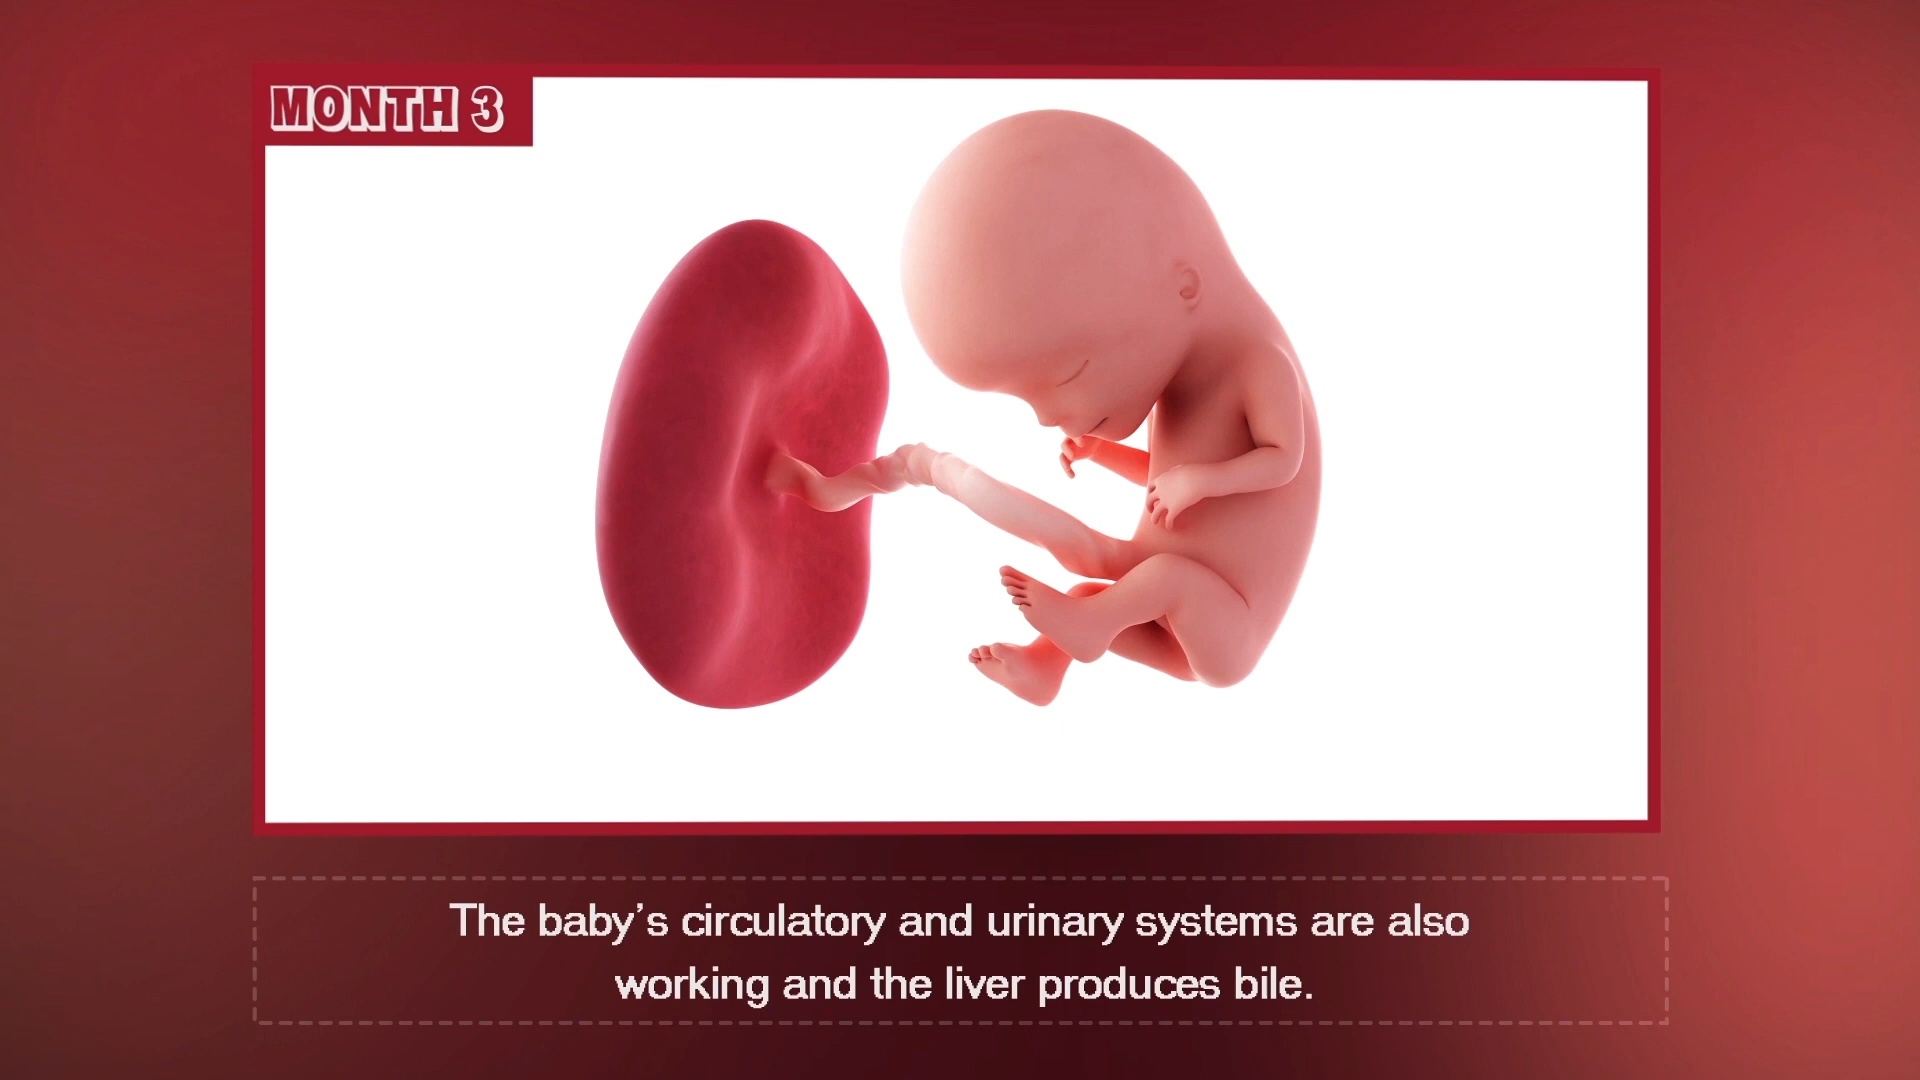 MONTH 3
The baby's circulatory and urinary systems are also
working and the liver produces bile.